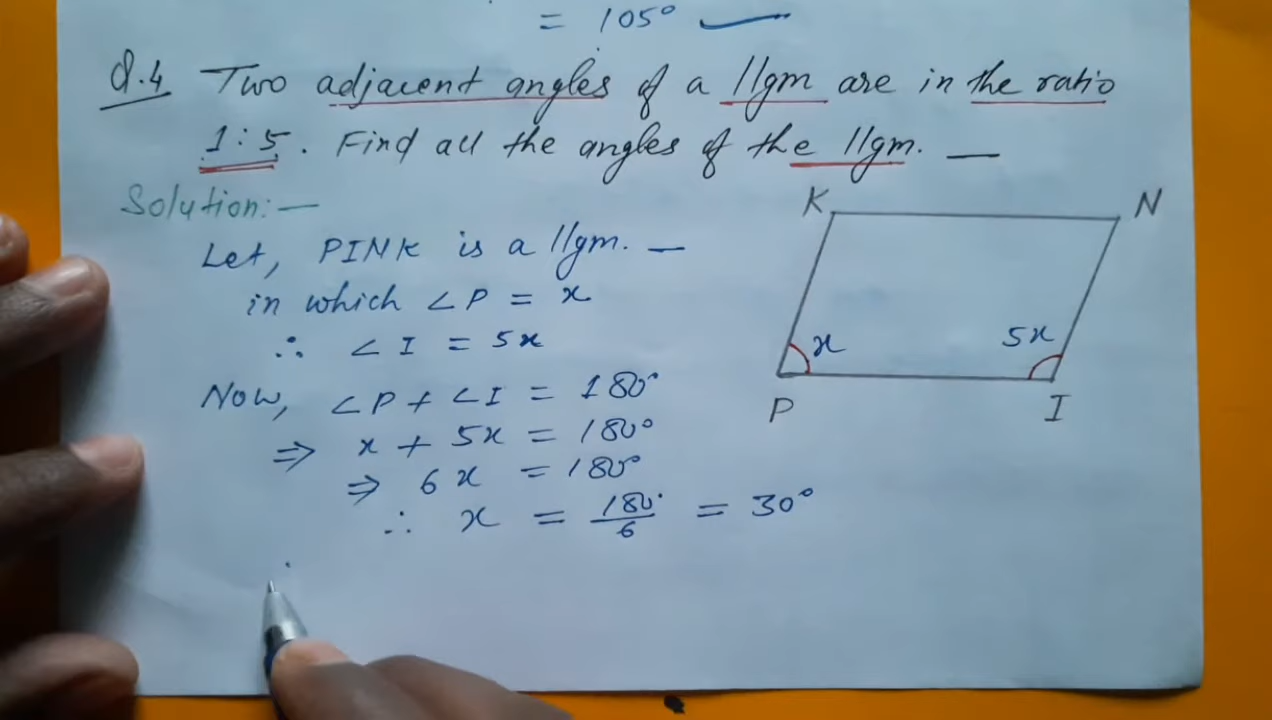 = 105°
Q.4 Two adjacent angles of a ||gm are in the ratio
1:5. Find all the angles of the ||gm. —
Solution:—
Let, PINK is a ||gm. —
in which ∠P = x
∴ ∠I = 5x
Now, ∠P + ∠I = 180°
⇒ x + 5x = 180°
⇒ 6x = 180°
∴ x = 180°/6 = 30°
K N
x 5x
P I